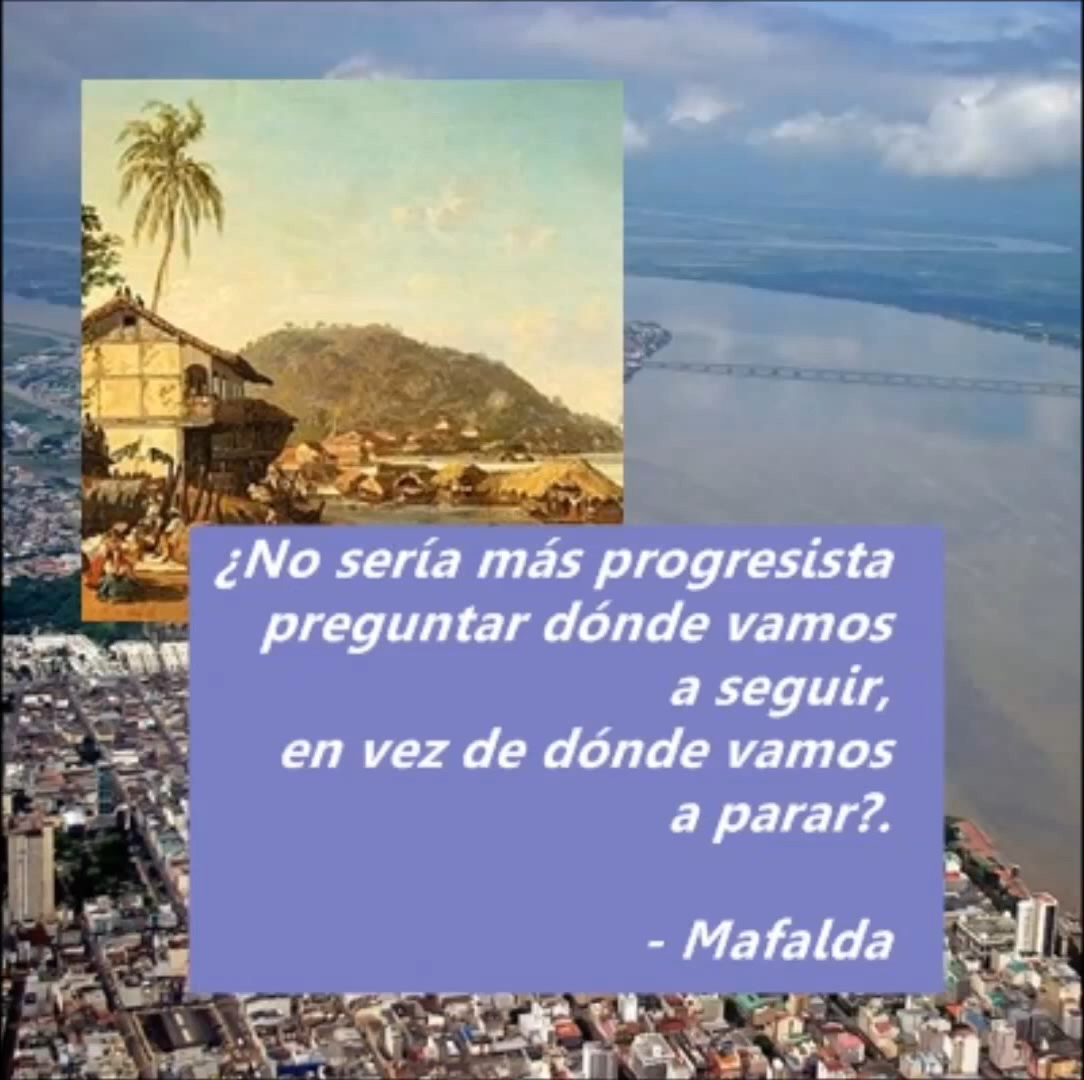 ¿No sería más progresista
preguntar dónde vamos
a seguir,
en vez de dónde vamos
a parar?.
- Mafalda